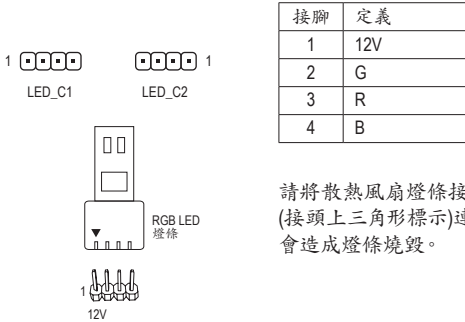 1
1
LED_C1
LED_C2
接腳 定義
1 12V
2 G
3 R
4 B
RGB LED
燈條
1
12V
請將散熱風扇燈條接
(接頭上三角形標示)連
會造成燈條燒毀。